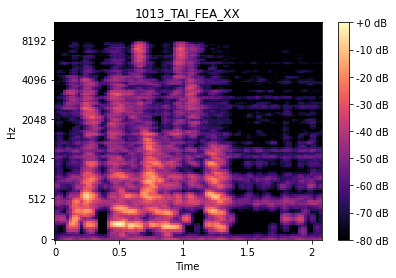 1013_TAI_FEA_XX
+0 dB
8192
-10 dB
4096
-20 dB
-30 dB
2048
-40 dB
Hz
1024
-50 dB
512
-60 dB
-70 dB
0
-80 dB
0 0.5 1 1.5 2
Time